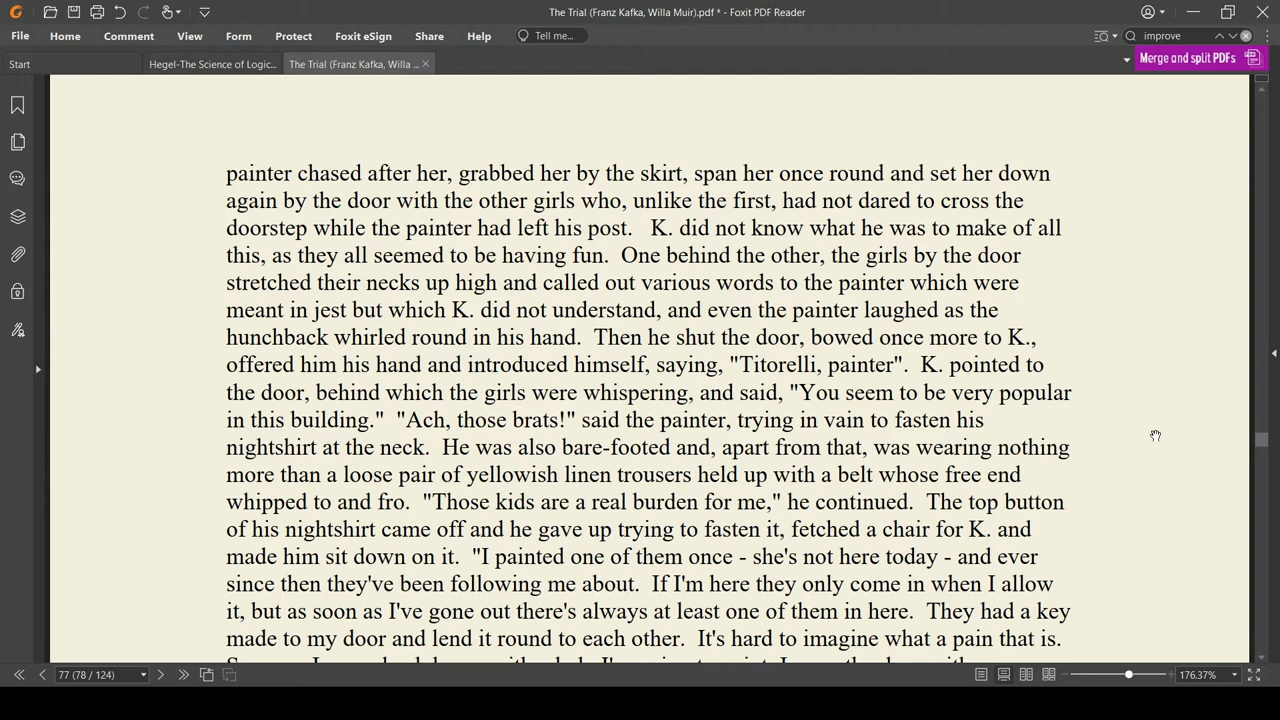 The Trial (Franz Kafka, Willa Muir).pdf * - Foxit PDF Reader
File Home Comment View Form Protect Foxit eSign Share Help Tell me... improve
Start Hegel-The Science of Logic... The Trial (Franz Kafka, Willa ... Merge and split PDFs
painter chased after her, grabbed her by the skirt, span her once round and set her down
again by the door with the other girls who, unlike the first, had not dared to cross the
doorstep while the painter had left his post.   K. did not know what he was to make of all
this, as they all seemed to be having fun.  One behind the other, the girls by the door
stretched their necks up high and called out various words to the painter which were
meant in jest but which K. did not understand, and even the painter laughed as the
hunchback whirled round in his hand.  Then he shut the door, bowed once more to K.,
offered him his hand and introduced himself, saying, "Titorelli, painter".  K. pointed to
the door, behind which the girls were whispering, and said, "You seem to be very popular
in this building."  "Ach, those brats!" said the painter, trying in vain to fasten his
nightshirt at the neck.  He was also bare-footed and, apart from that, was wearing nothing
more than a loose pair of yellowish linen trousers held up with a belt whose free end
whipped to and fro.  "Those kids are a real burden for me," he continued.  The top button
of his nightshirt came off and he gave up trying to fasten it, fetched a chair for K. and
made him sit down on it.  "I painted one of them once - she's not here today - and ever
since then they've been following me about.  If I'm here they only come in when I allow
it, but as soon as I've gone out there's always at least one of them in here.  They had a key
made to my door and lend it round to each other.  It's hard to imagine what a pain that is.
77 (78 / 124) 176.37%